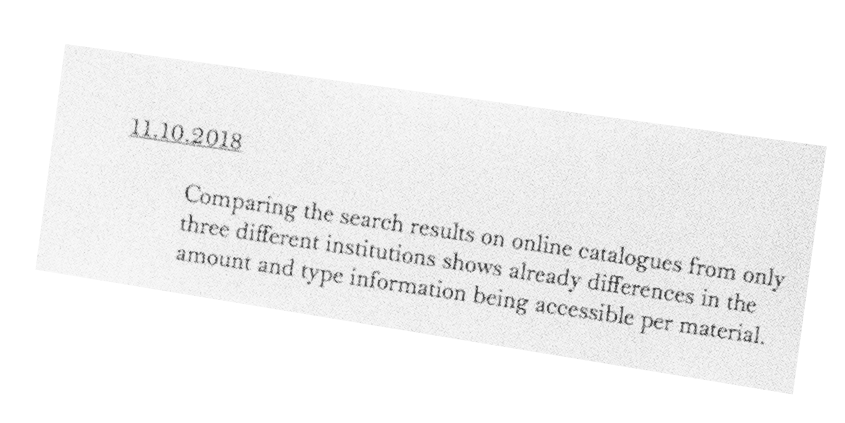 11.10.2018
Comparing the search results on online catalogues from only
three different institutions shows already differences in the
amount and type information being accessible per material.